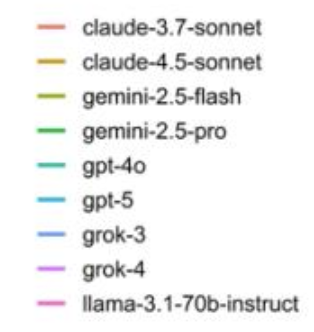 claude-3.7-sonnet
claude-4.5-sonnet
gemini-2.5-flash
gemini-2.5-pro
gpt-4o
gpt-5
grok-3
grok-4
llama-3.1-70b-instruct